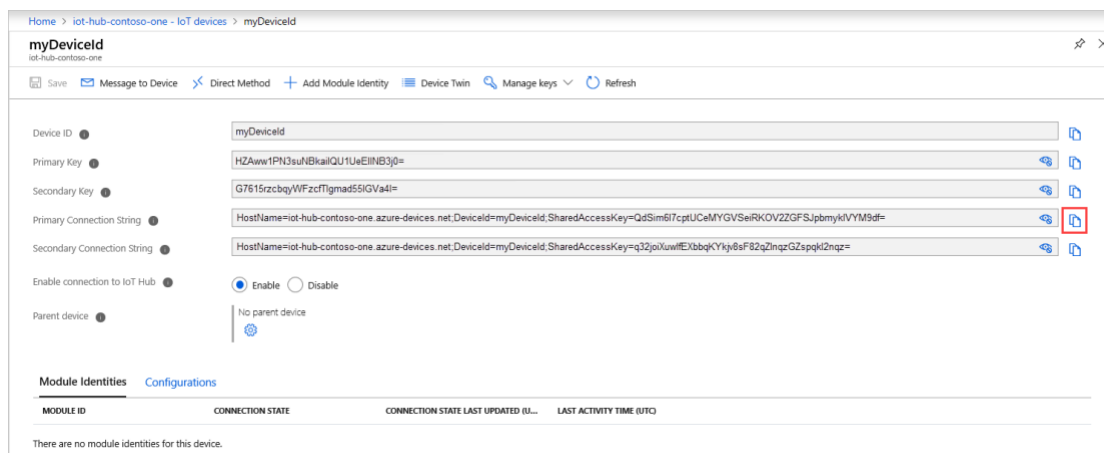 Home > iot-hub-contoso-one - IoT devices > myDeviceId
myDeviceId
iot-hub-contoso-one
Save Message to Device Direct Method Add Module Identity Device Twin Manage keys Refresh
Device ID myDeviceId
Primary Key HZAww1PN3suNBkailQU1UeEIlNB3j0=
Secondary Key G7615rzcbqyWFzcfTlgmad55IGVa4I=
Primary Connection String HostName=iot-hub-contoso-one.azure-devices.net;DeviceId=myDeviceId;SharedAccessKey=QdSim6l7cptUCeMYGVSeiRKOV2ZGFSJpbmyklVYM9df=
Secondary Connection String HostName=iot-hub-contoso-one.azure-devices.net;DeviceId=myDeviceId;SharedAccessKey=q32joiXuwlfEXbbqKYkjv8sF82qZlnqzGZspqkl2nqz=
Enable connection to IoT Hub Enable Disable
Parent device No parent device
Module Identities Configurations
MODULE ID CONNECTION STATE CONNECTION STATE LAST UPDATED (U... LAST ACTIVITY TIME (UTC)
There are no module identities for this device.